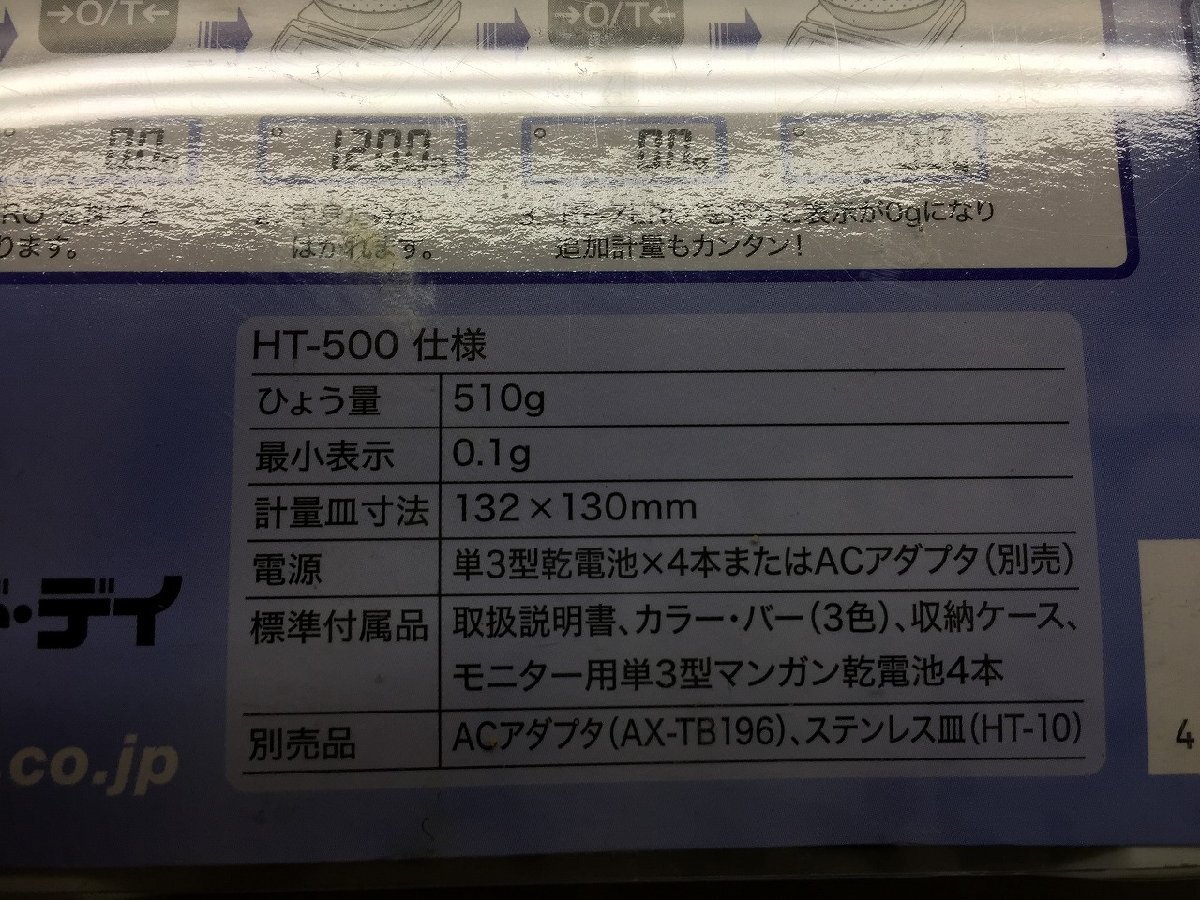 →O/T← →O/T←
1200 g 0.0 g
RO
ります。
はかれます。
3. 表示が0gになり
追加計量もカンタン!
HT-500 仕様
ひょう量 510g
最小表示 0.1g
計量皿寸法 132×130mm
電源 単3型乾電池×4本またはACアダプタ(別売)
標準付属品 取扱説明書、カラー・バー(3色)、収納ケース、
モニター用単3型マンガン乾電池4本
別売品 ACアダプタ(AX-TB196)、ステンレス皿(HT-10)
・デイ
.co.jp
4